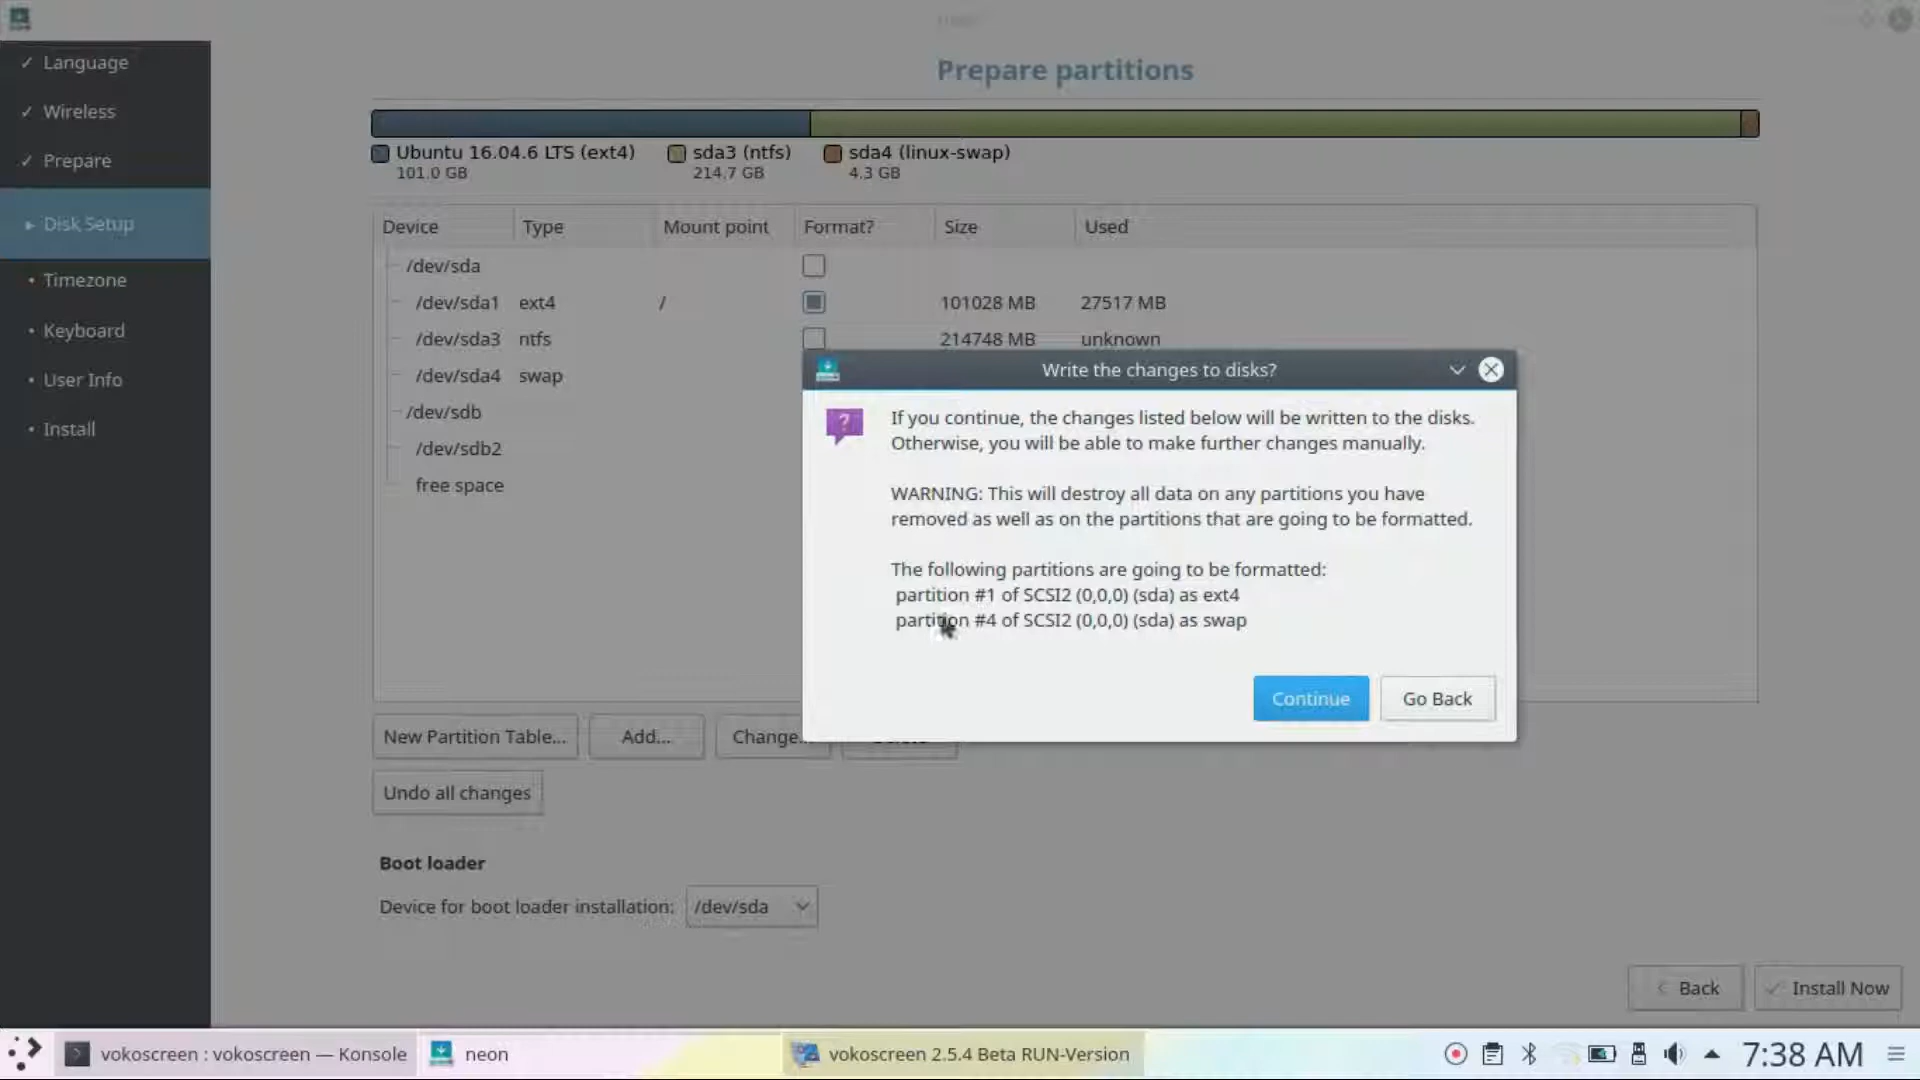 Language
Wireless
Prepare
Disk Setup
Timezone
Keyboard
User Info
Install
Prepare partitions
Ubuntu 16.04.6 LTS (ext4) sda3 (ntfs) sda4 (linux-swap)
101.0 GB 214.7 GB 4.3 GB
Device Type Mount point Format? Size Used
/dev/sda
/dev/sda1 ext4 / 101028 MB 27517 MB
/dev/sda3 ntfs 214748 MB unknown
/dev/sda4 swap
/dev/sdb
/dev/sdb2
free space
Write the changes to disks?
If you continue, the changes listed below will be written to the disks.
Otherwise, you will be able to make further changes manually.
WARNING: This will destroy all data on any partitions you have
removed as well as on the partitions that are going to be formatted.
The following partitions are going to be formatted:
partition #1 of SCSI2 (0,0,0) (sda) as ext4
partition #4 of SCSI2 (0,0,0) (sda) as swap
Continue Go Back
New Partition Table... Add... Change...
Undo all changes
Boot loader
Device for boot loader installation: /dev/sda
Back Install Now
vokoscreen : vokoscreen — Konsole neon vokoscreen 2.5.4 Beta RUN-Version 7:38 AM